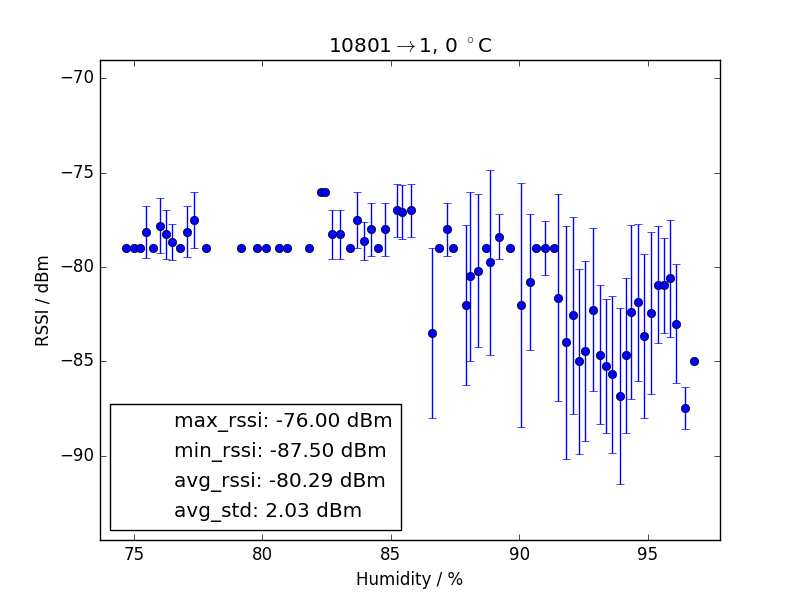 10801→1, 0 °C
−70
−75
−80
−85
−90
RSSI / dBm
max_rssi: -76.00 dBm
min_rssi: -87.50 dBm
avg_rssi: -80.29 dBm
avg_std: 2.03 dBm
75 80 85 90 95
Humidity / %